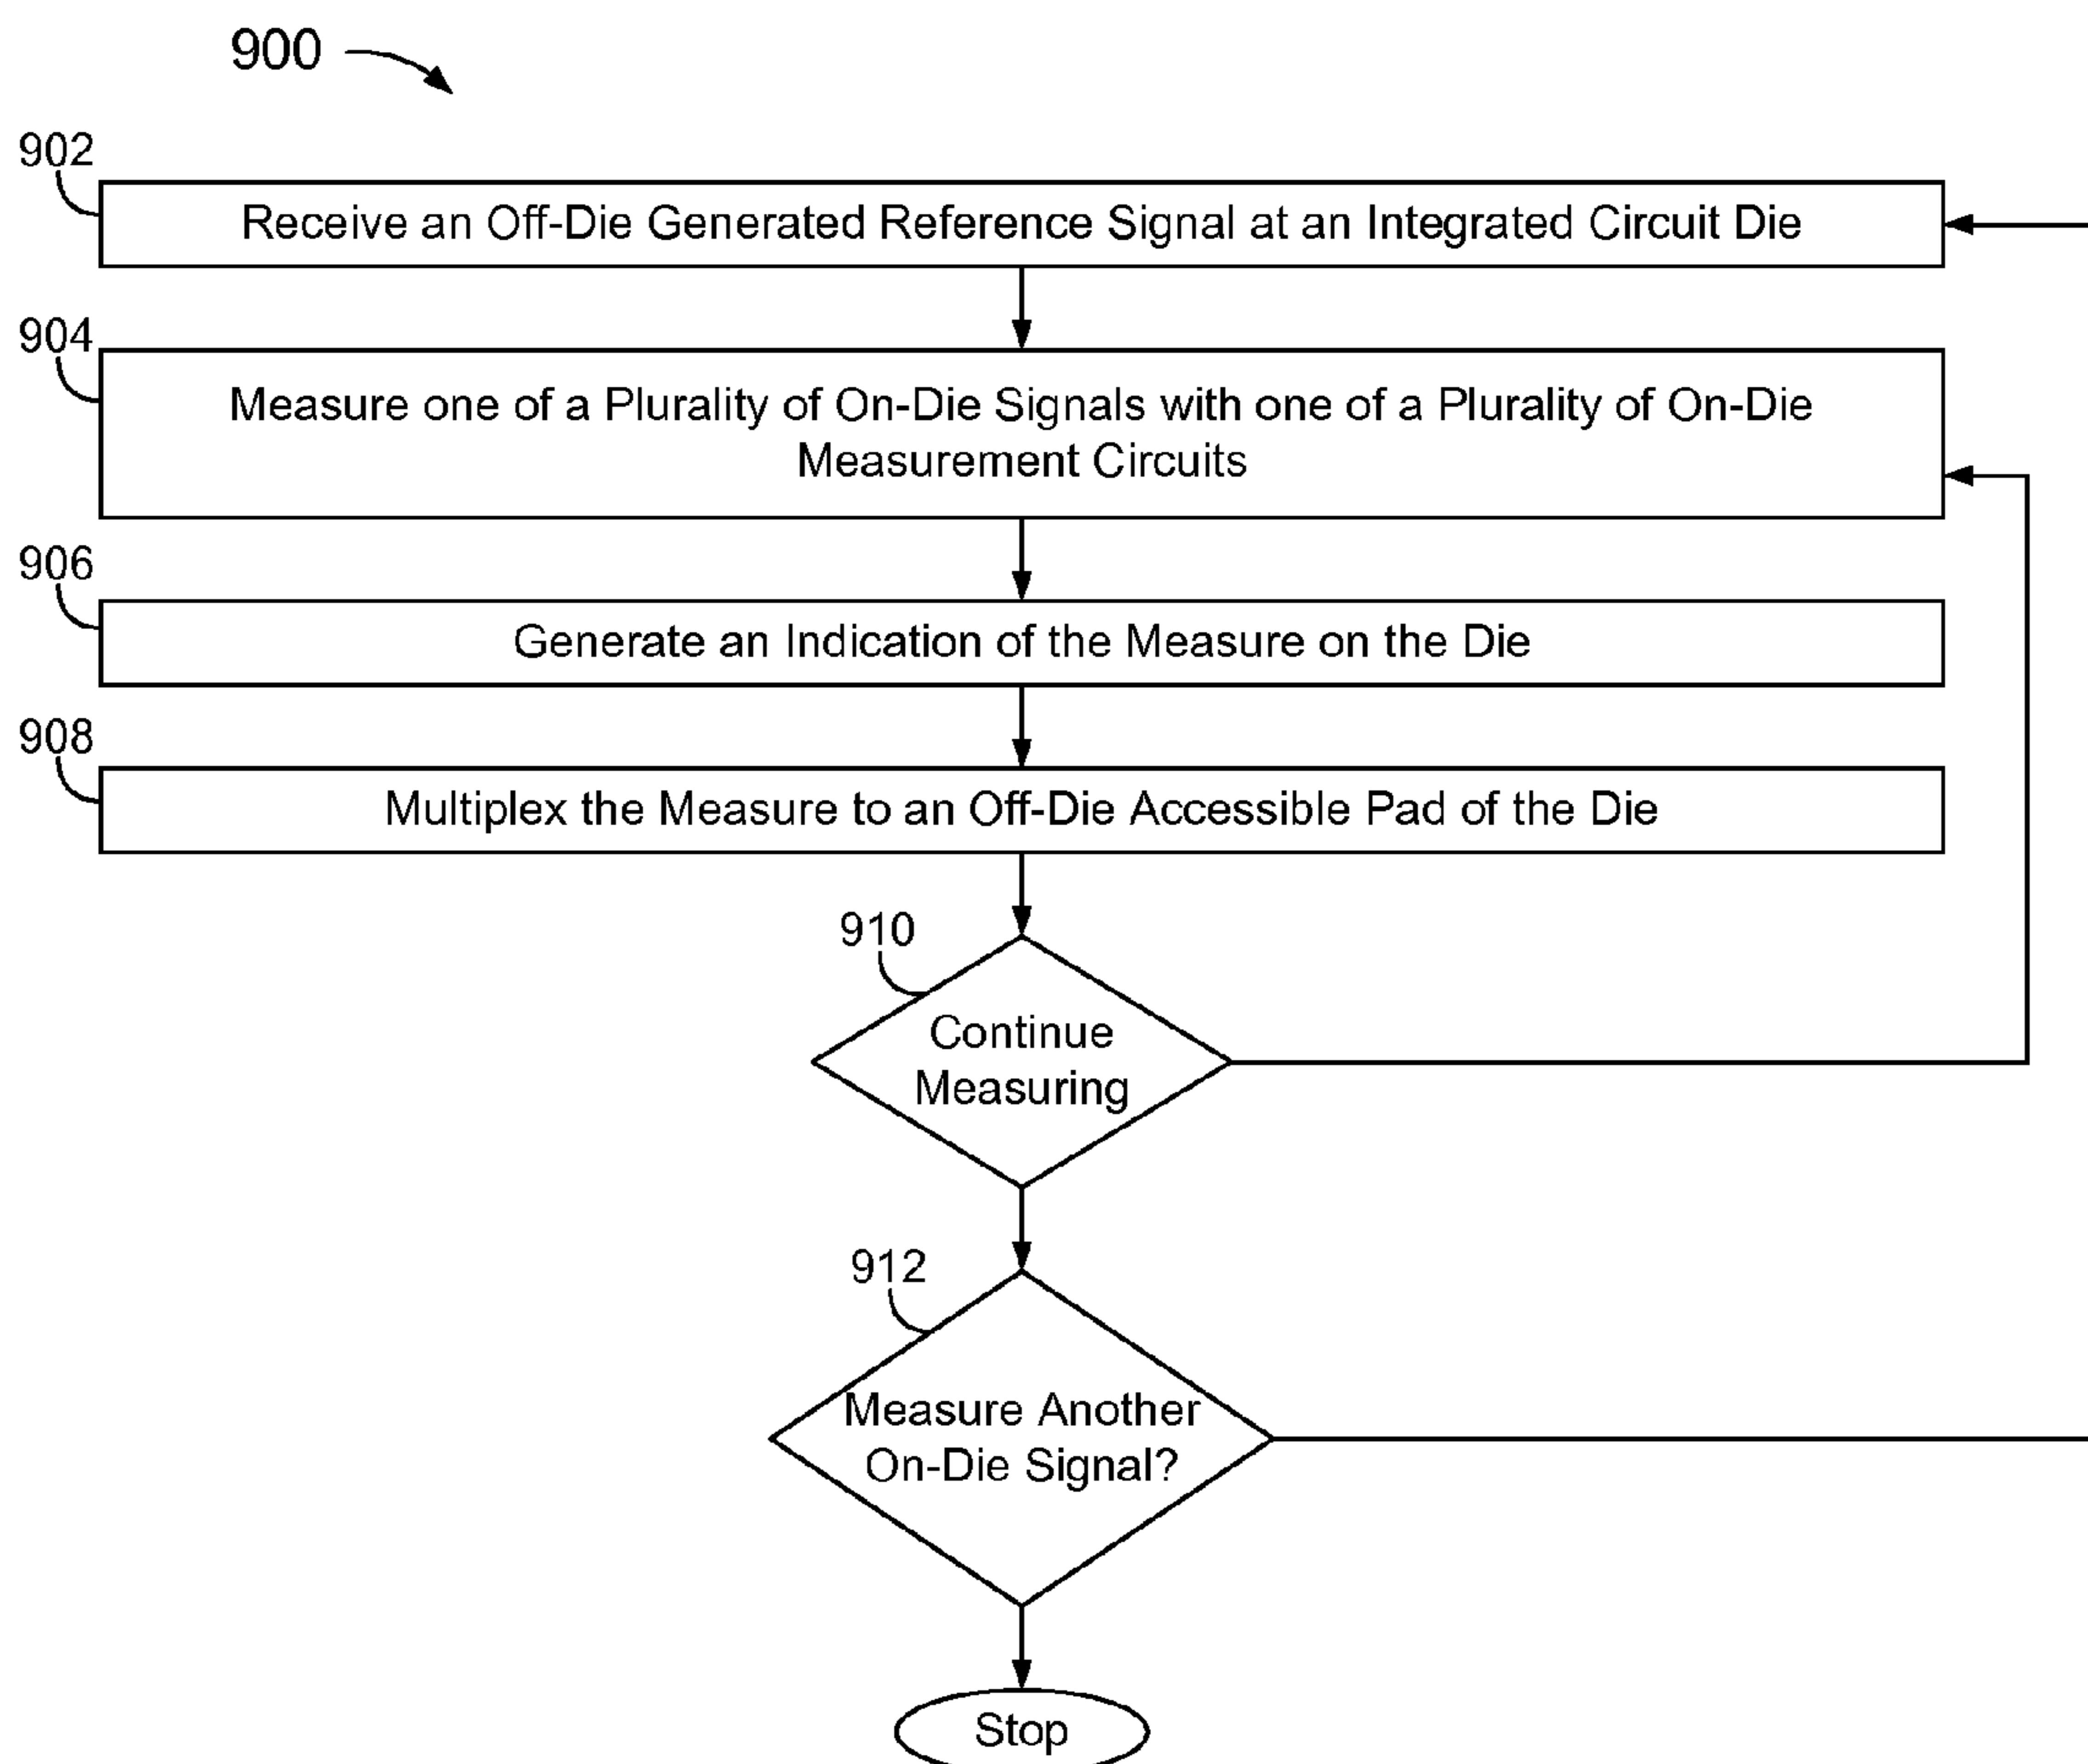 900
902
Receive an Off-Die Generated Reference Signal at an Integrated Circuit Die
904
Measure one of a Plurality of On-Die Signals with one of a Plurality of On-Die
Measurement Circuits
906
Generate an Indication of the Measure on the Die
908
Multiplex the Measure to an Off-Die Accessible Pad of the Die
910
Continue
Measuring
912
Measure Another
On-Die Signal?
Stop